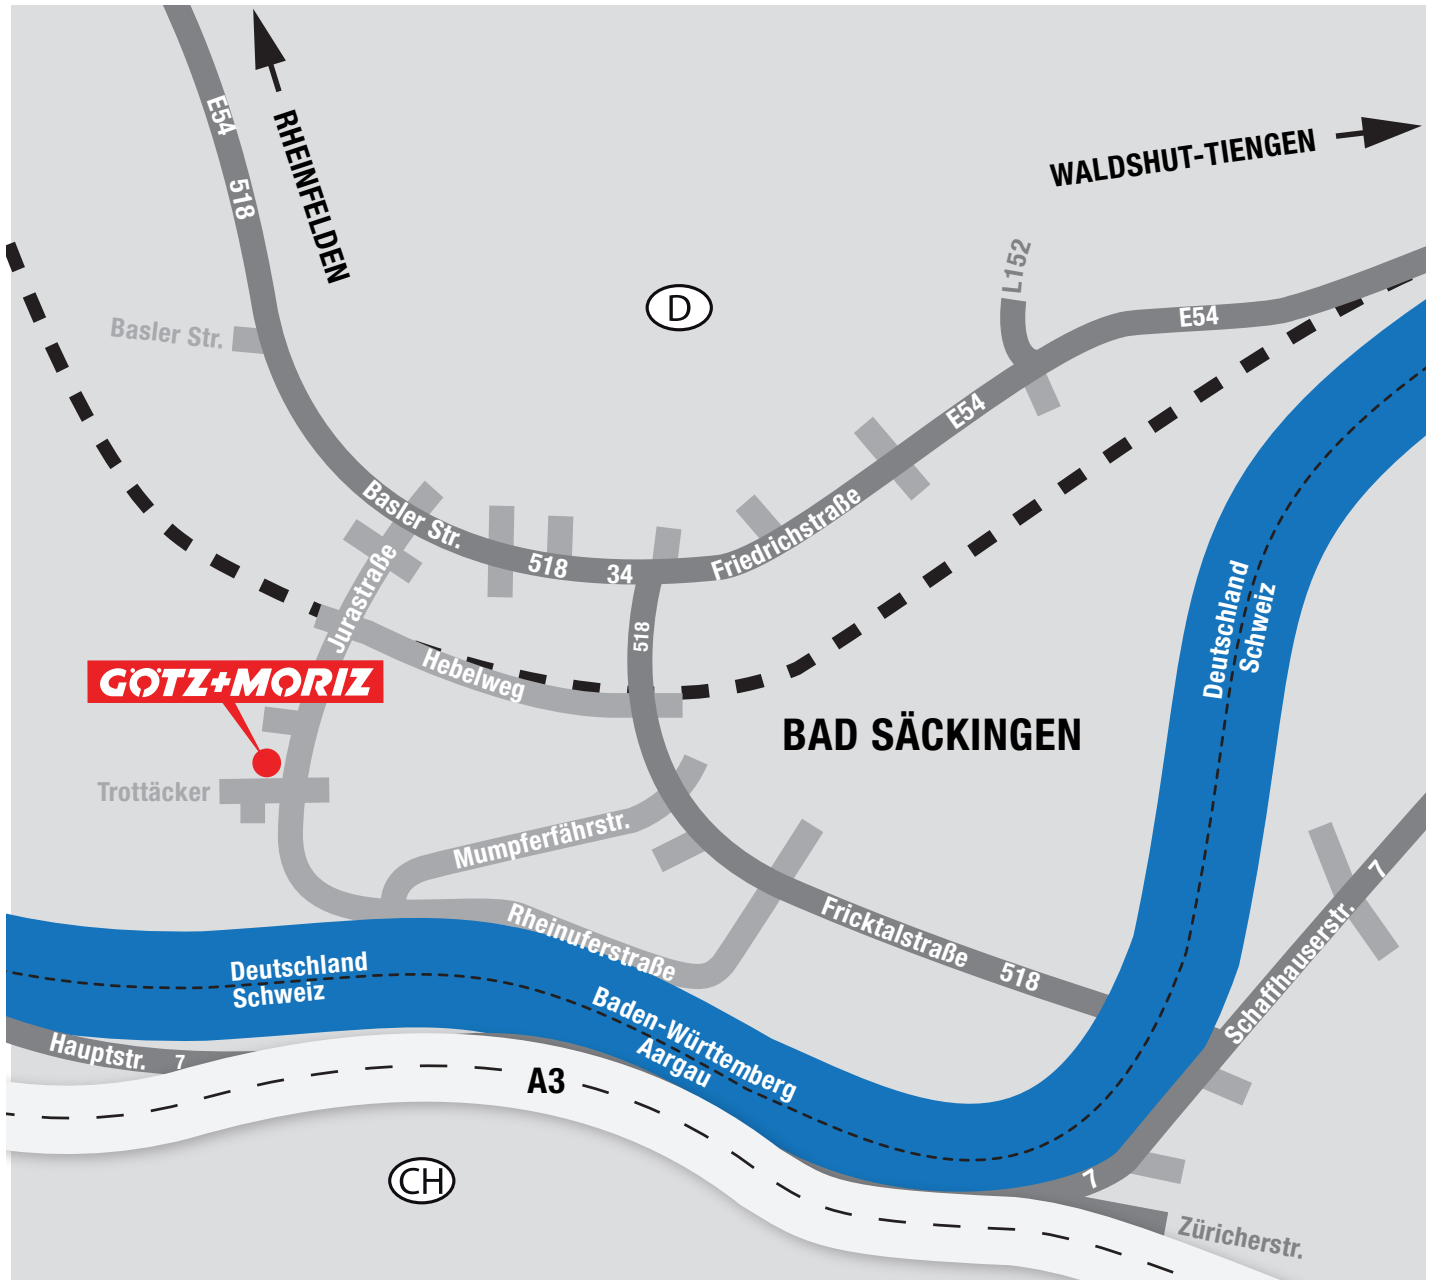 E54
518
RHEINFELDEN
WALDSHUT-TIENGEN
L152
D
Basler Str.
E54
E54
Basler Str.
518
34
Friedrichstraße
Jurastraße
518
Hebelweg
GÖTZ+MORIZ
BAD SÄCKINGEN
Deutschland
Schweiz
Trottäcker
Mumpferfährstr.
Rheinuferstraße
Fricktalstraße
518
7
Schaffhauserstr.
Deutschland
Schweiz
Baden-Württemberg
Aargau
Hauptstr.
7
A3
CH
7
Züricherstr.